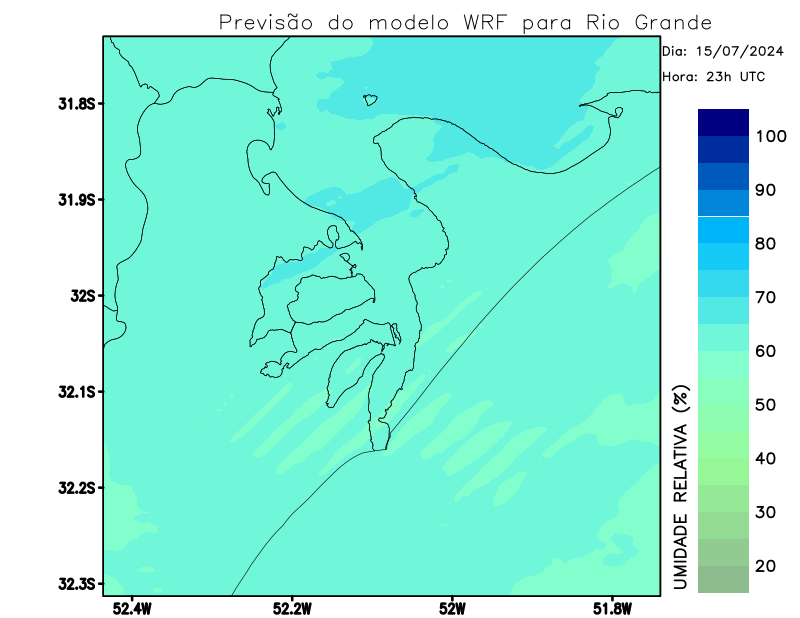 Previsão do modelo WRF para Rio Grande
Dia: 15/07/2024
Hora: 23h UTC
31.8S
31.9S
32S
32.1S
32.2S
32.3S
52.4W
52.2W
52W
51.8W
100
90
80
70
60
50
40
30
20
UMIDADE RELATIVA (%)